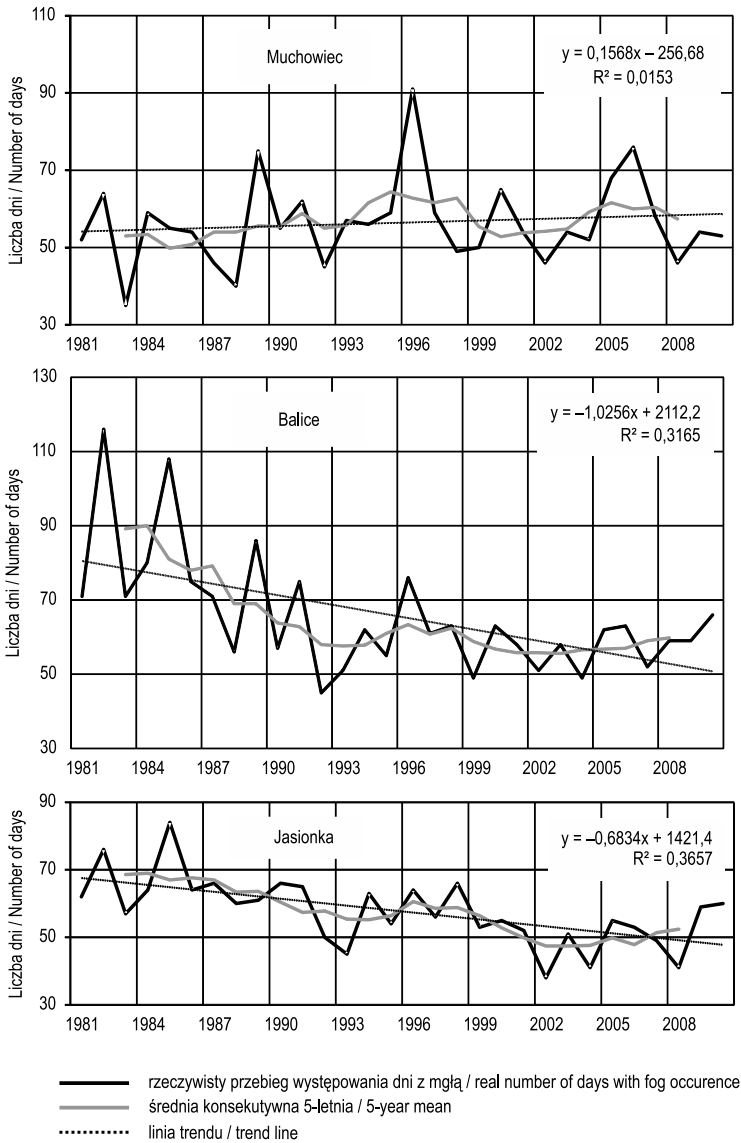 110
Muchowiec
y = 0,1568x – 256,68
R² = 0,0153
90
70
50
30
Liczba dni / Number of days
1981 1984 1987 1990 1993 1996 1999 2002 2005 2008
130
Balice
y = –1,0256x + 2112,2
R² = 0,3165
110
90
70
50
30
Liczba dni / Number of days
1981 1984 1987 1990 1993 1996 1999 2002 2005 2008
90
Jasionka
y = –0,6834x + 1421,4
R² = 0,3657
70
50
30
Liczba dni / Number of days
1981 1984 1987 1990 1993 1996 1999 2002 2005 2008
rzeczywisty przebieg występowania dni z mgłą / real number of days with fog occurence
średnia konsekutywna 5-letnia / 5-year mean
linia trendu / trend line